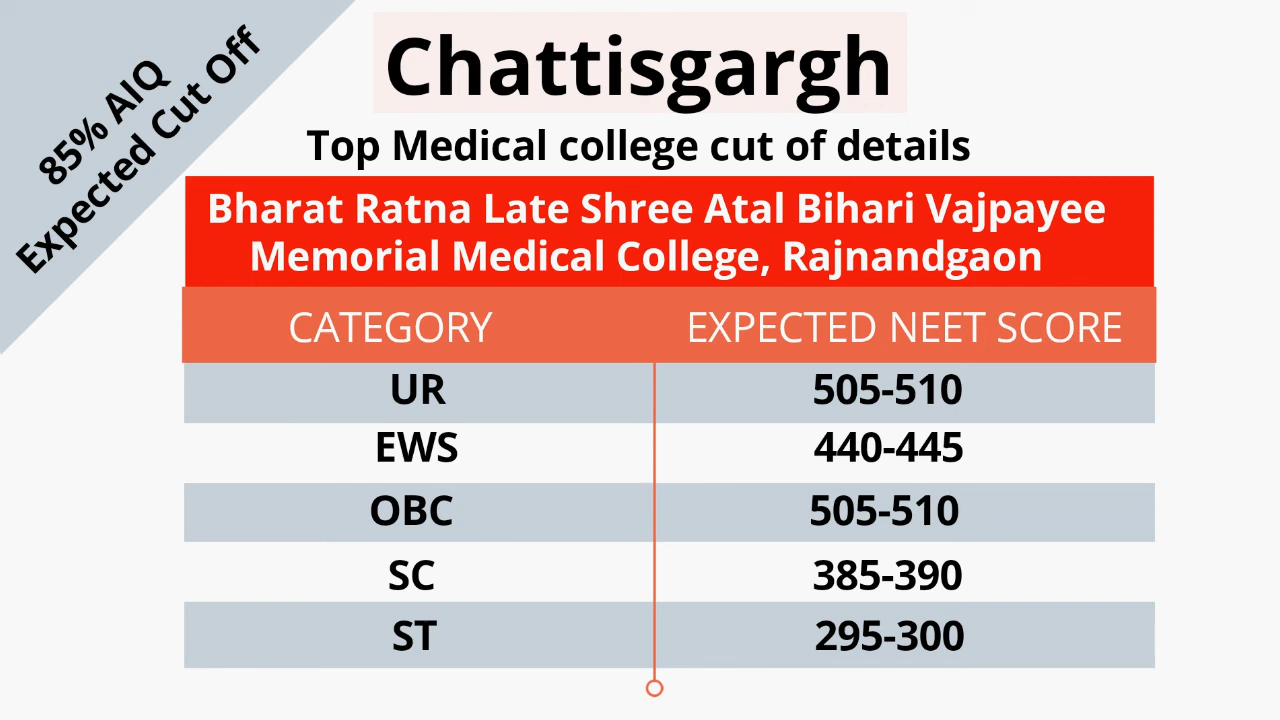 85% AIQ
Expected Cut Off
Chattisgargh
Top Medical college cut of details
Bharat Ratna Late Shree Atal Bihari Vajpayee
Memorial Medical College, Rajnandgaon
CATEGORY EXPECTED NEET SCORE
UR 505-510
EWS 440-445
OBC 505-510
SC 385-390
ST 295-300